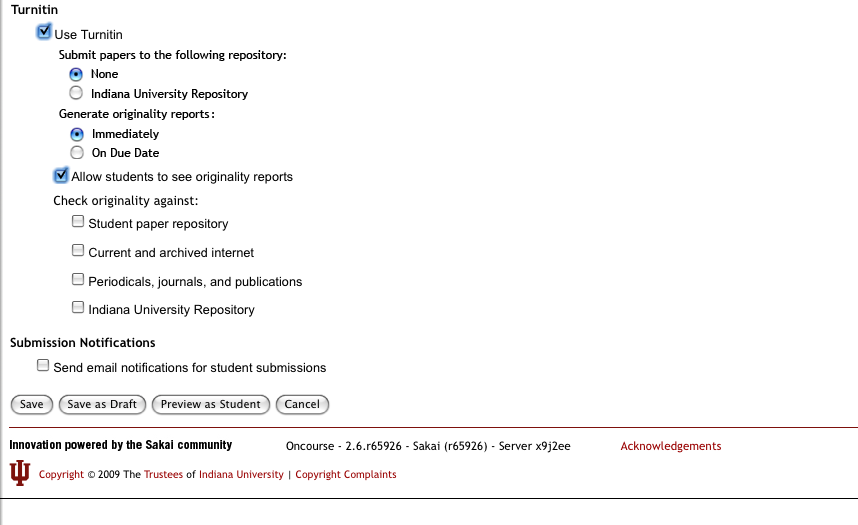 Turnitin
Use Turnitin
Submit papers to the following repository:
None
Indiana University Repository
Generate originality reports:
Immediately
On Due Date
Allow students to see originality reports
Check originality against:
Student paper repository
Current and archived internet
Periodicals, journals, and publications
Indiana University Repository
Submission Notifications
Send email notifications for student submissions
Save Save as Draft Preview as Student Cancel
Innovation powered by the Sakai community Oncourse - 2.6.r65926 - Sakai (r65926) - Server x9j2ee Acknowledgements
Copyright © 2009 The Trustees of Indiana University | Copyright Complaints